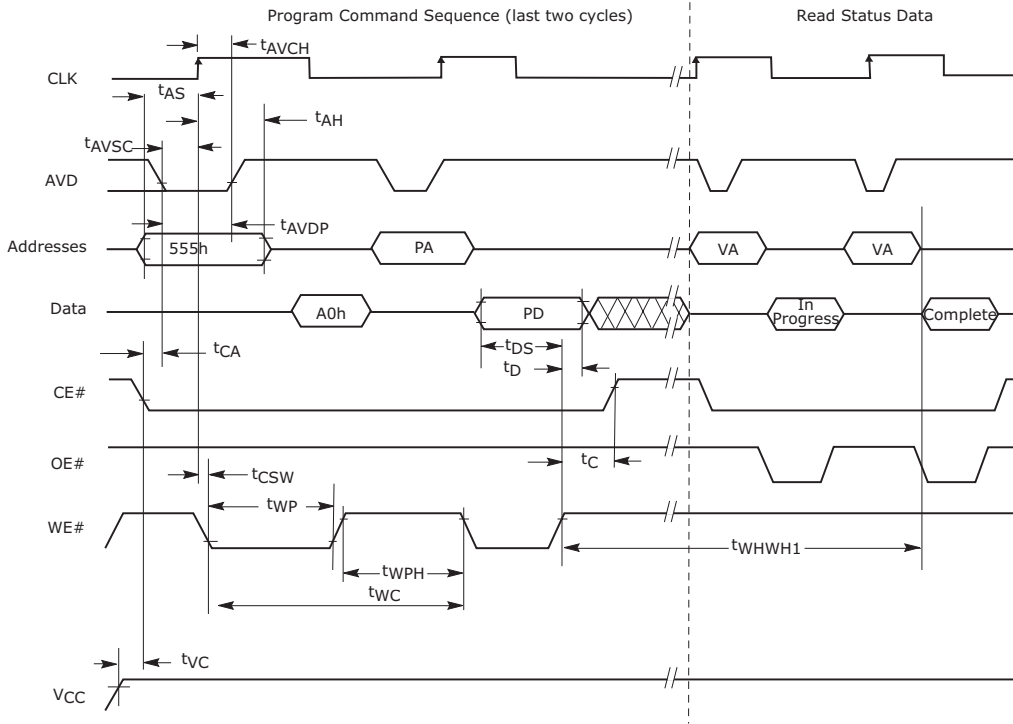 Program Command Sequence (last two cycles)
Read Status Data
tAVCH
CLK
tAS
tAH
tAVSC
AVD
tAVDP
Addresses
555h
PA
VA
VA
Data
A0h
PD
In
Progress
Complete
tDS
tCA
tD
CE#
OE#
tC
tCSW
tWP
WE#
tWHWH1
tWPH
tWC
tVC
VCC